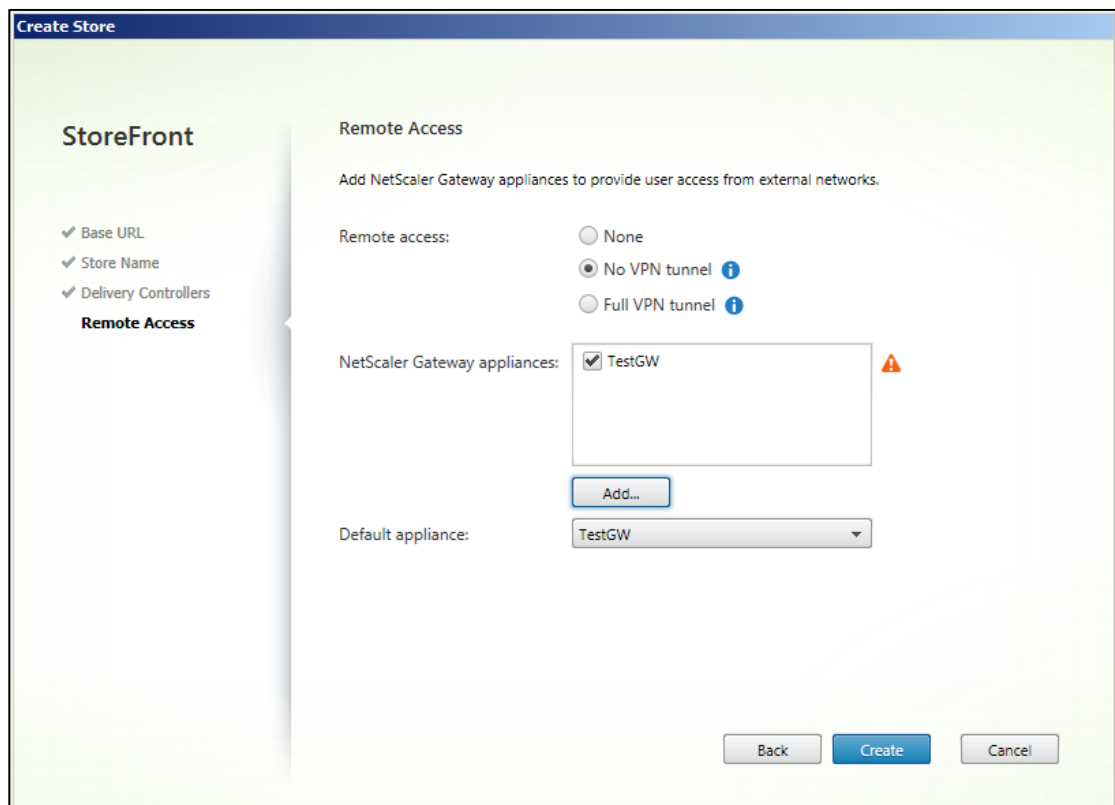 Create Store
StoreFront
Base URL
Store Name
Delivery Controllers
Remote Access
Remote Access
Add NetScaler Gateway appliances to provide user access from external networks.
Remote access:
None
No VPN tunnel
Full VPN tunnel
NetScaler Gateway appliances:
TestGW
Add...
Default appliance:
TestGW
Back
Create
Cancel